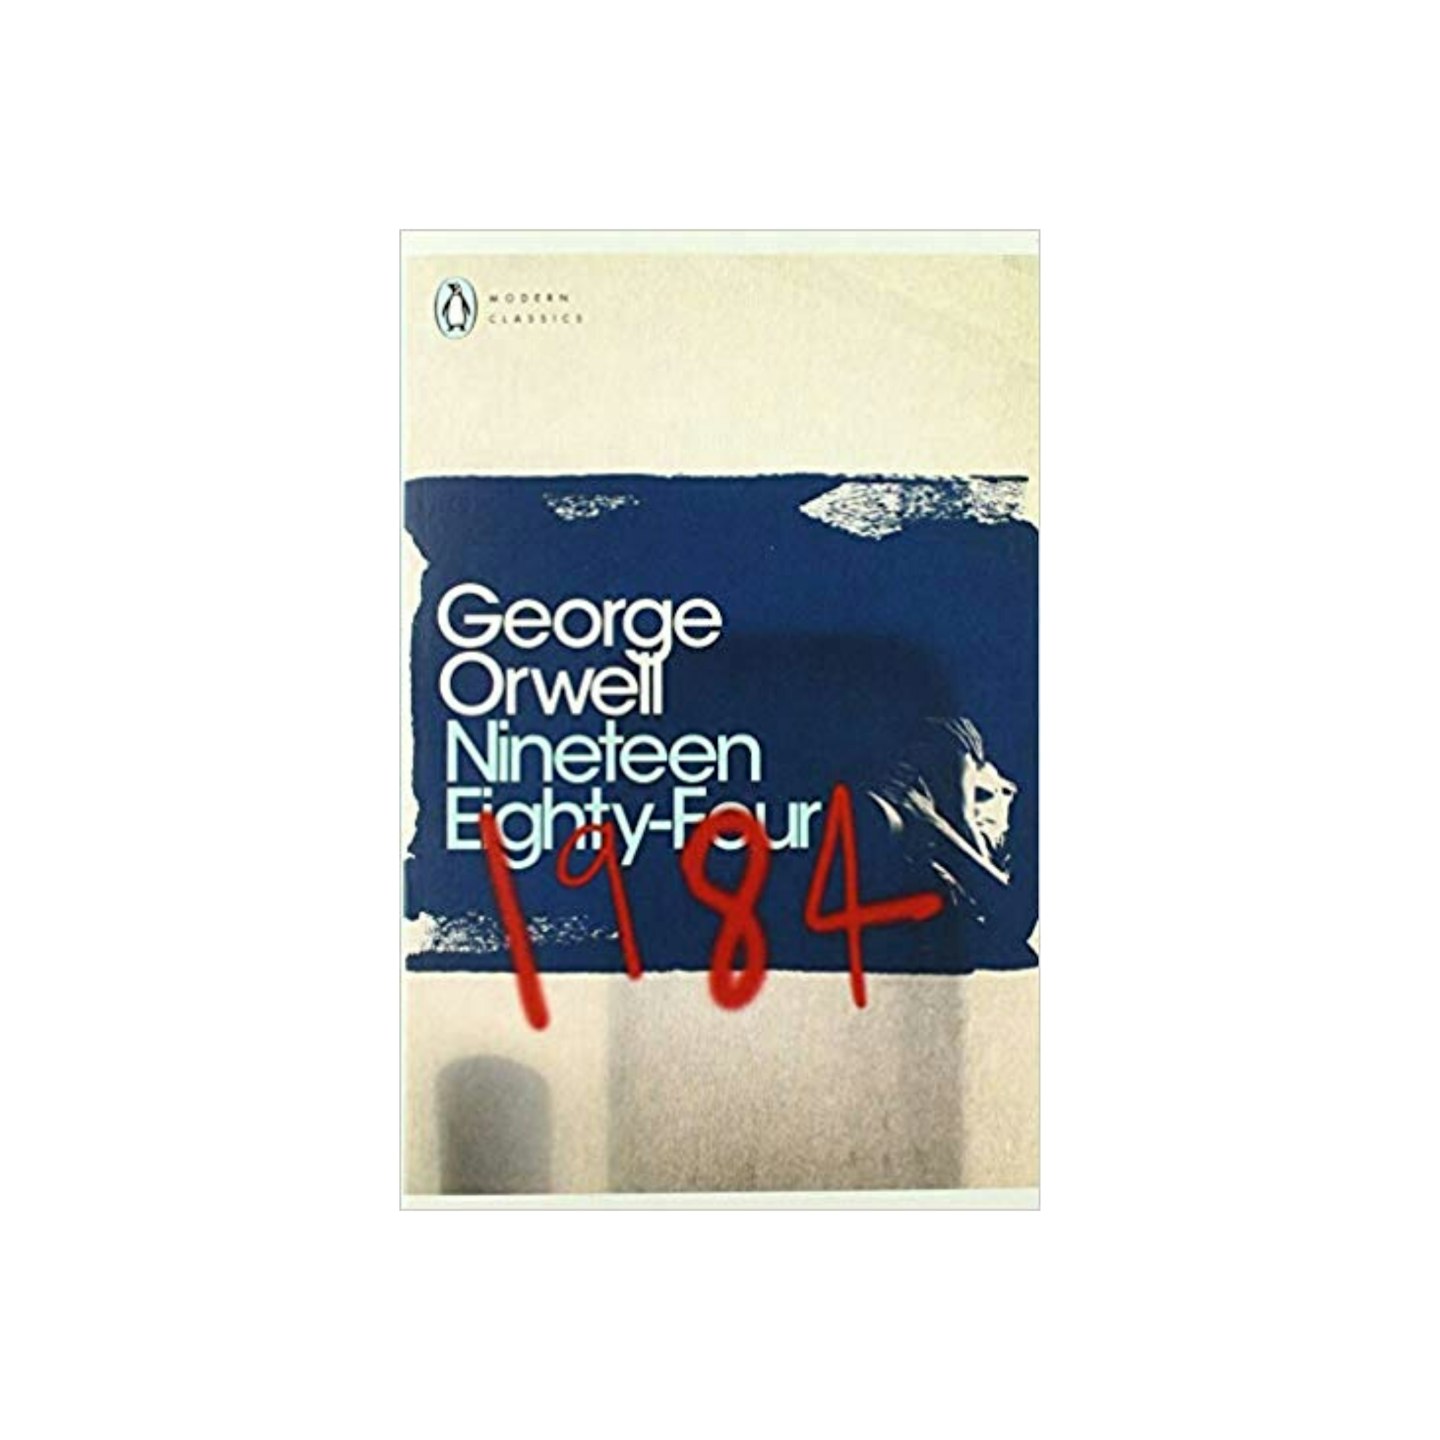 MODERN
CLASSICS
George
Orwell
Nineteen
Eighty-Four
1984